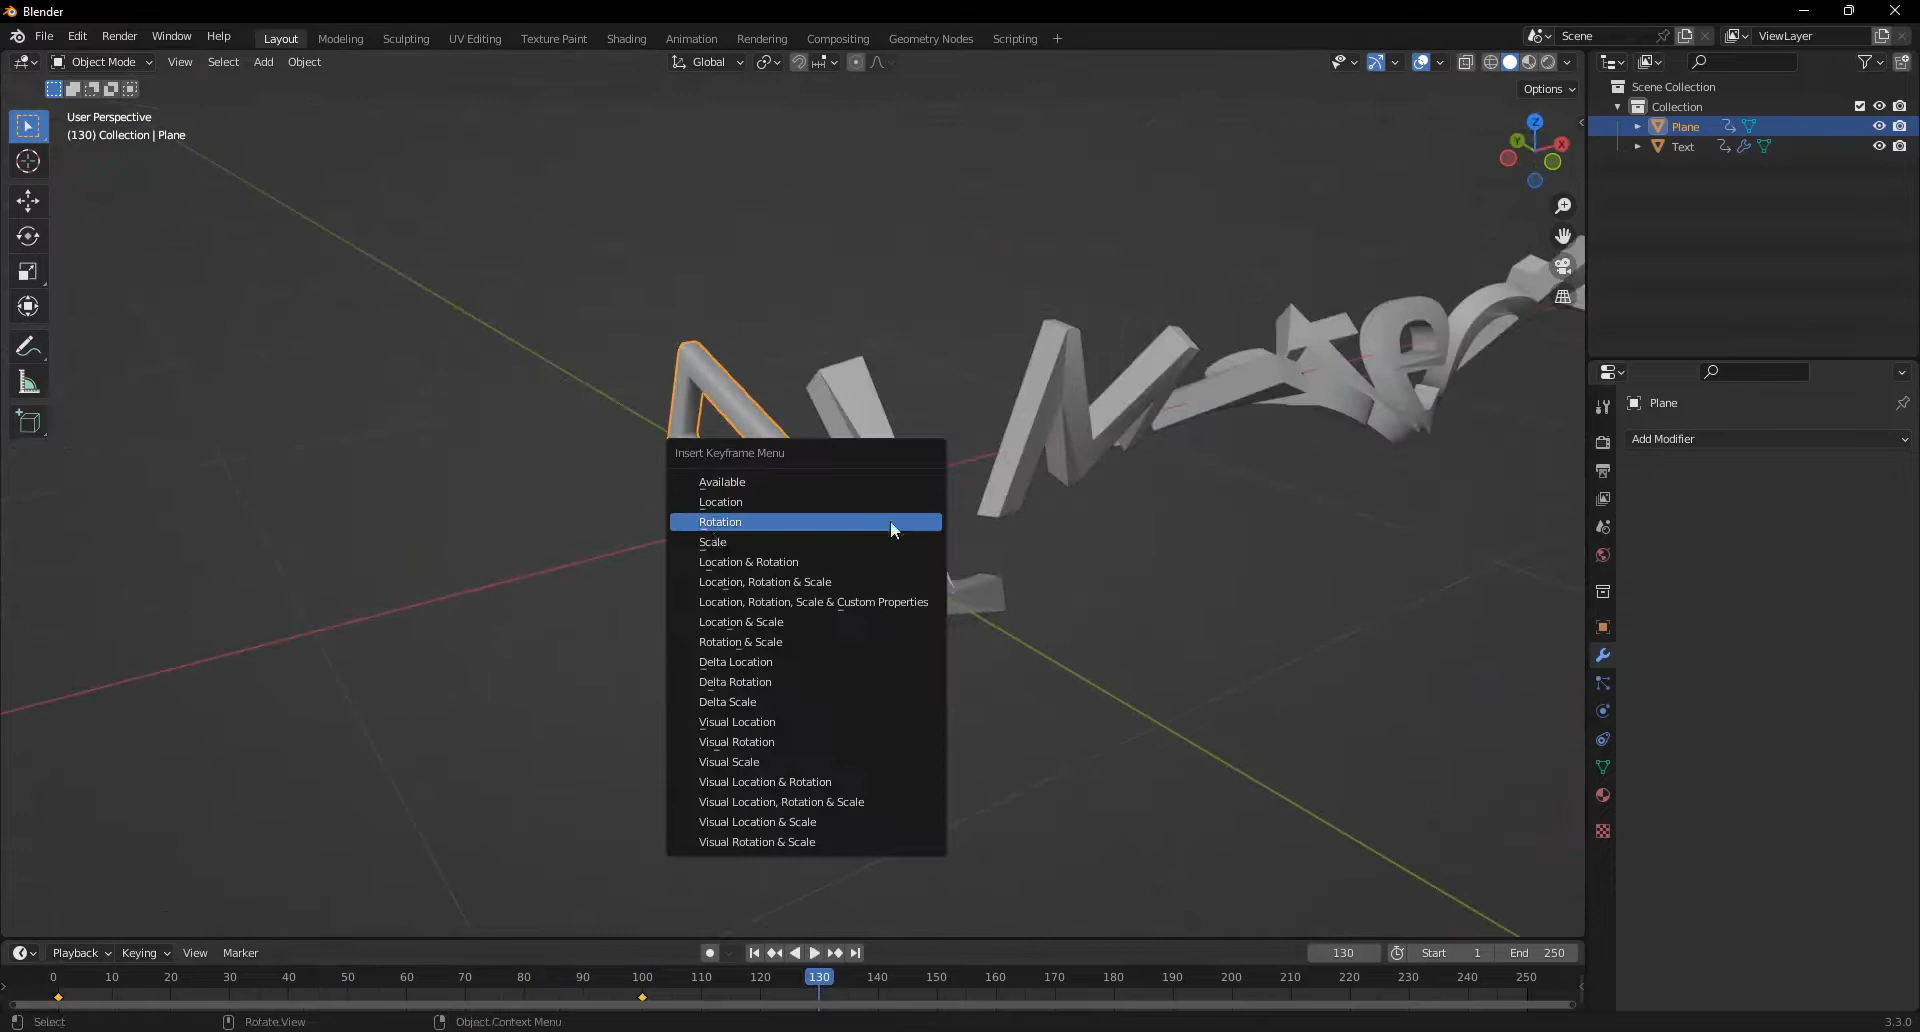 Blender
File Edit Render Window Help
Layout Modeling Sculpting UV Editing Texture Paint Shading Animation Rendering Compositing Geometry Nodes Scripting
Scene
ViewLayer
Object Mode View Select Add Object
Global
Options
User Perspective
(130) Collection | Plane
Z
Y
X
Scene Collection
Collection
Plane
Text
Plane
Add Modifier
Insert Keyframe Menu
Available
Location
Rotation
Scale
Location & Rotation
Location, Rotation & Scale
Location, Rotation, Scale & Custom Properties
Location & Scale
Rotation & Scale
Delta Location
Delta Rotation
Delta Scale
Visual Location
Visual Rotation
Visual Scale
Visual Location & Rotation
Visual Location, Rotation & Scale
Visual Location & Scale
Visual Rotation & Scale
Playback Keying View Marker
130 Start 1 End 250
0 10 20 30 40 50 60 70 80 90 100 110 120 130 140 150 160 170 180 190 200 210 220 230 240 250
Select Rotate View Object Context Menu
3.3.0